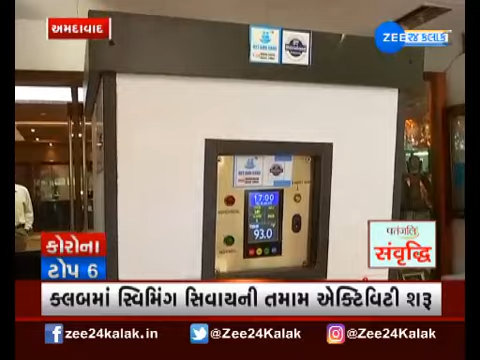 અમદાવાદ
ZEE ૨૪ કલાક
17:00
93.0
કોરોના
ટોપ 6
પતંજલિ
સંવૃદ્ધિ
ક્લબમાં સ્વિમિંગ સિવાયની તમામ એક્ટિવિટી શરૂ
zee24kalak.in
@Zee24Kalak
@Zee24Kalak